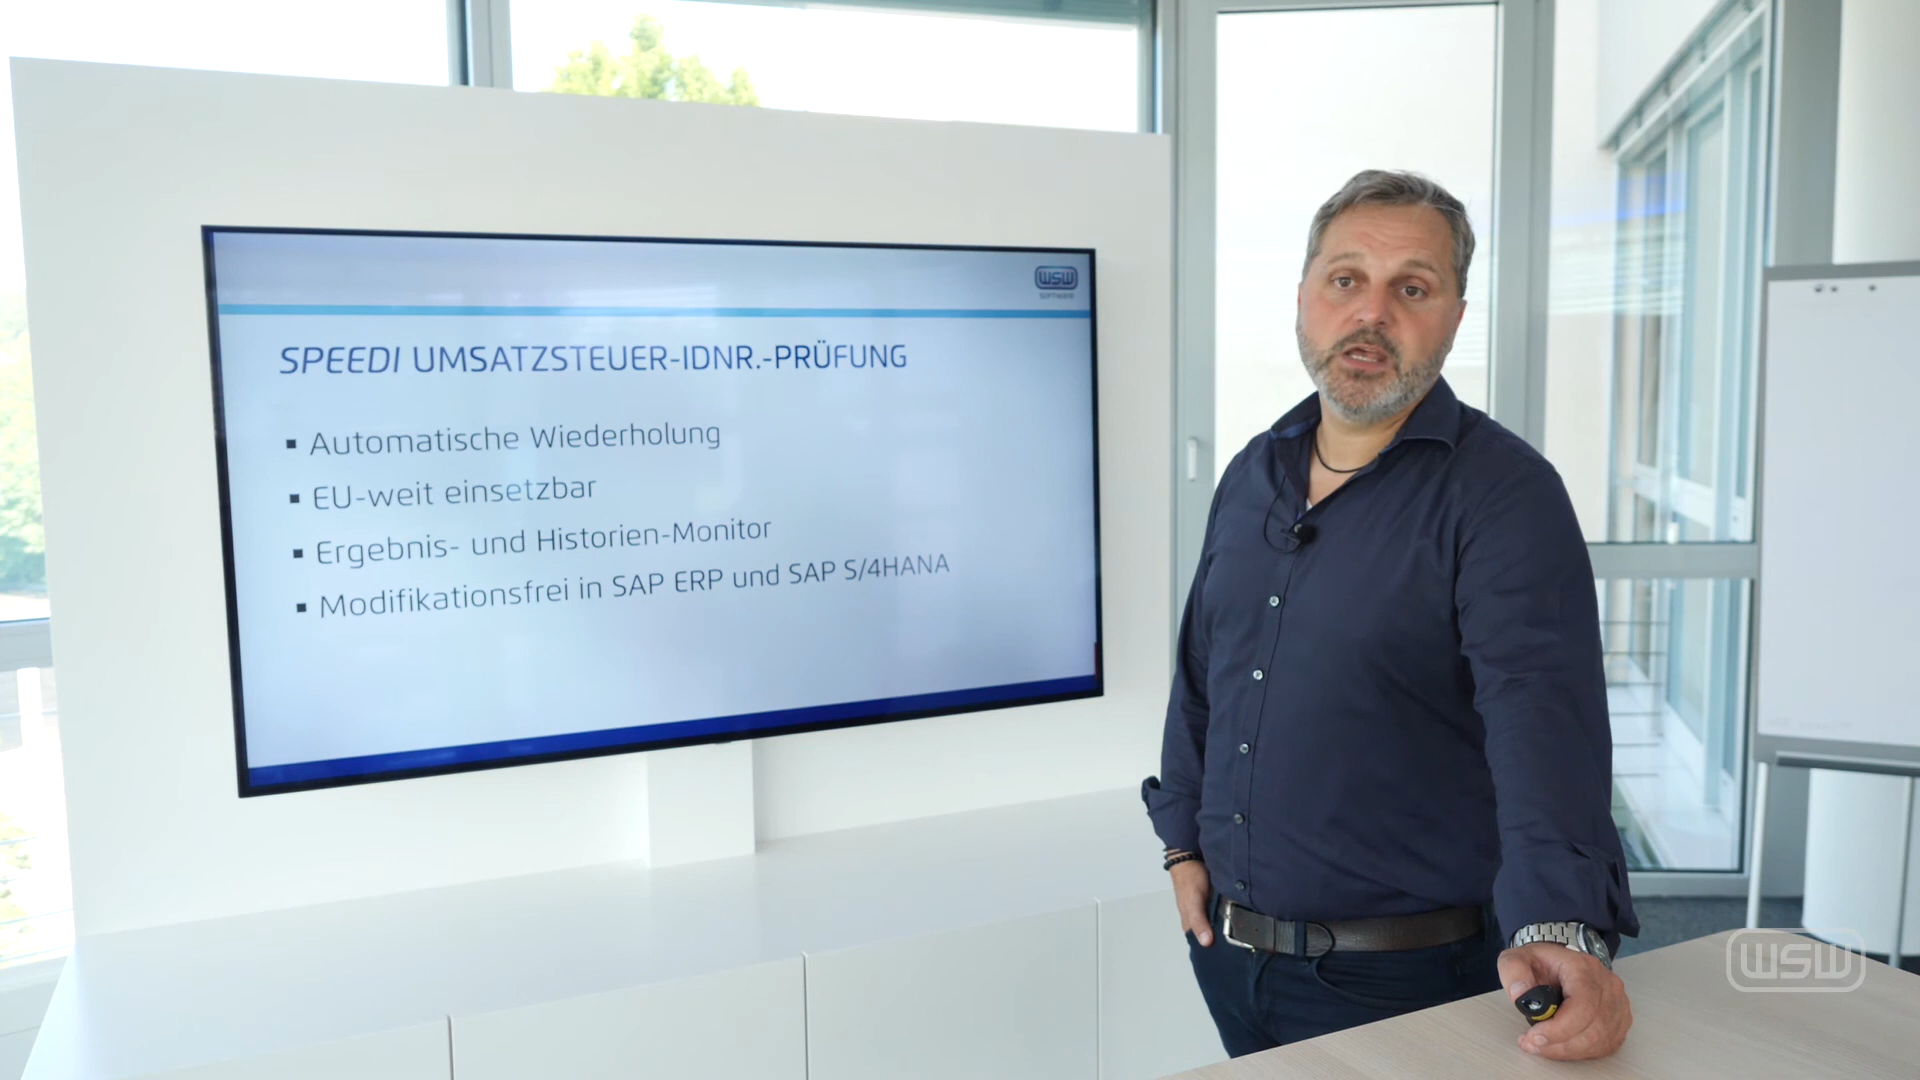 WSW
software
SPEEDI UMSATZSTEUER-IDNR.-PRÜFUNG
▪ Automatische Wiederholung
▪ EU-weit einsetzbar
▪ Ergebnis- und Historien-Monitor
▪ Modifikationsfrei in SAP ERP und SAP S/4HANA
WSW